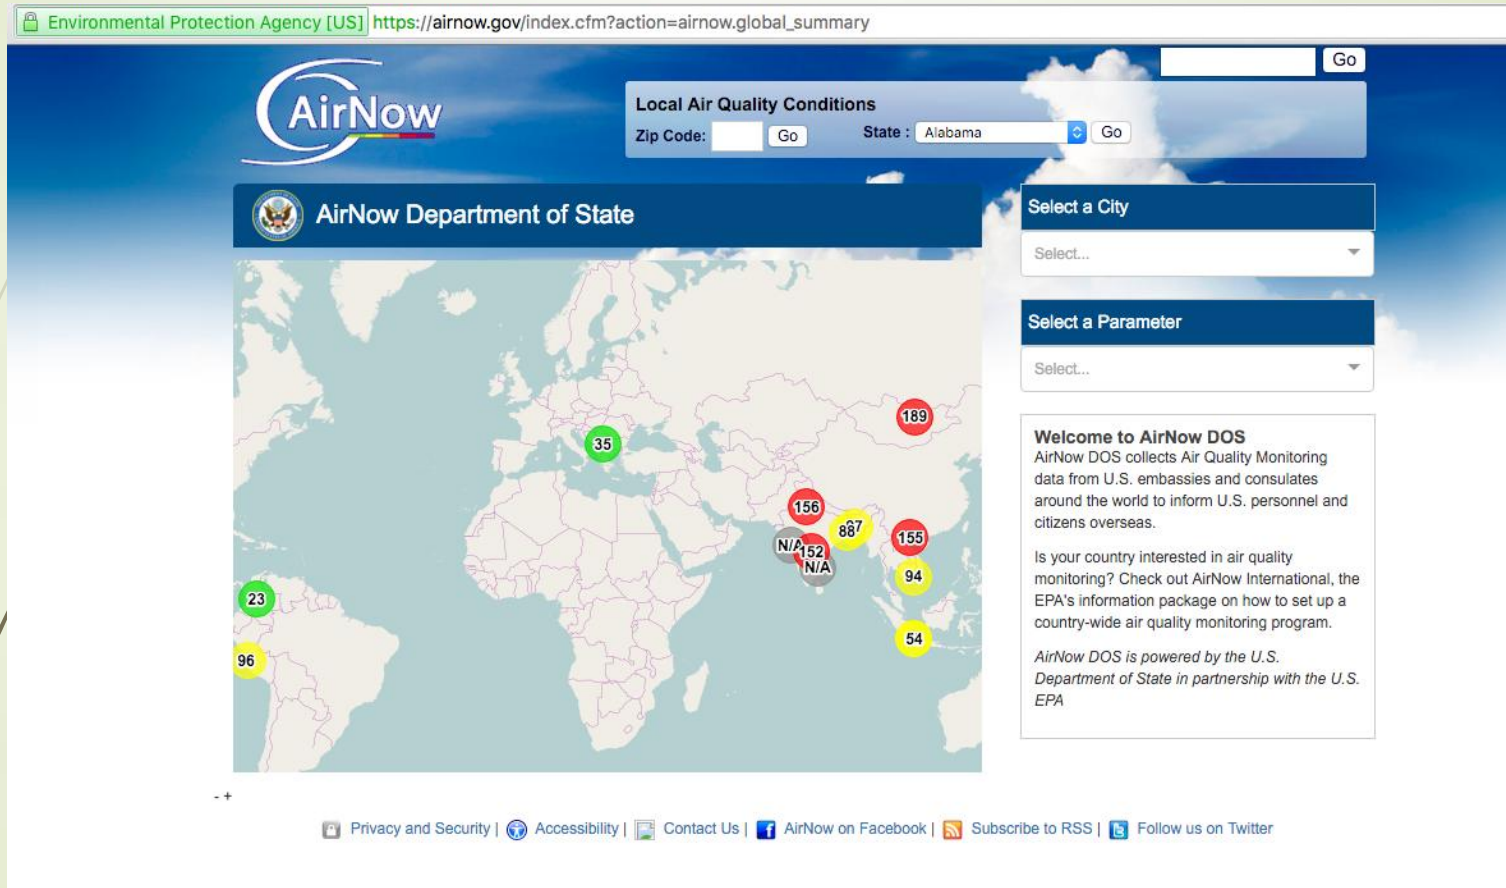 Environmental Protection Agency [US] https://airnow.gov/index.cfm?action=airnow.global_summary
Go
AirNow
Local Air Quality Conditions
Zip Code: Go State : Alabama Go
AirNow Department of State
Select a City
Select...
Select a Parameter
Select...
189
35
156
88
N/A
152
N/A
155
94
23
54
96
Welcome to AirNow DOS
AirNow DOS collects Air Quality Monitoring
data from U.S. embassies and consulates
around the world to inform U.S. personnel and
citizens overseas.
Is your country interested in air quality
monitoring? Check out AirNow International, the
EPA's information package on how to set up a
country-wide air quality monitoring program.
AirNow DOS is powered by the U.S.
Department of State in partnership with the U.S.
EPA
- +
Privacy and Security | Accessibility | Contact Us | AirNow on Facebook | Subscribe to RSS | Follow us on Twitter